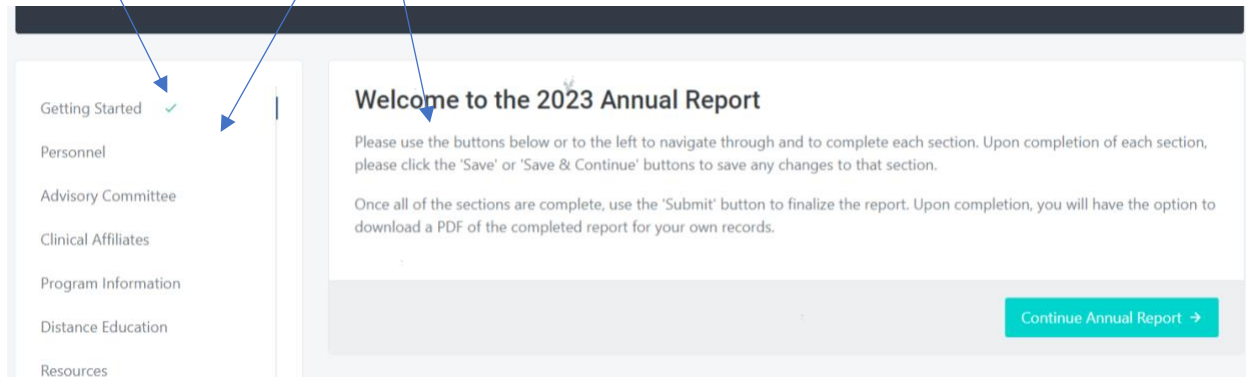 Getting Started
Personnel
Advisory Committee
Clinical Affiliates
Program Information
Distance Education
Resources
Welcome to the 2023 Annual Report
Please use the buttons below or to the left to navigate through and to complete each section. Upon completion of each section,
please click the 'Save' or 'Save & Continue' buttons to save any changes to that section.
Once all of the sections are complete, use the 'Submit' button to finalize the report. Upon completion, you will have the option to
download a PDF of the completed report for your own records.
Continue Annual Report →